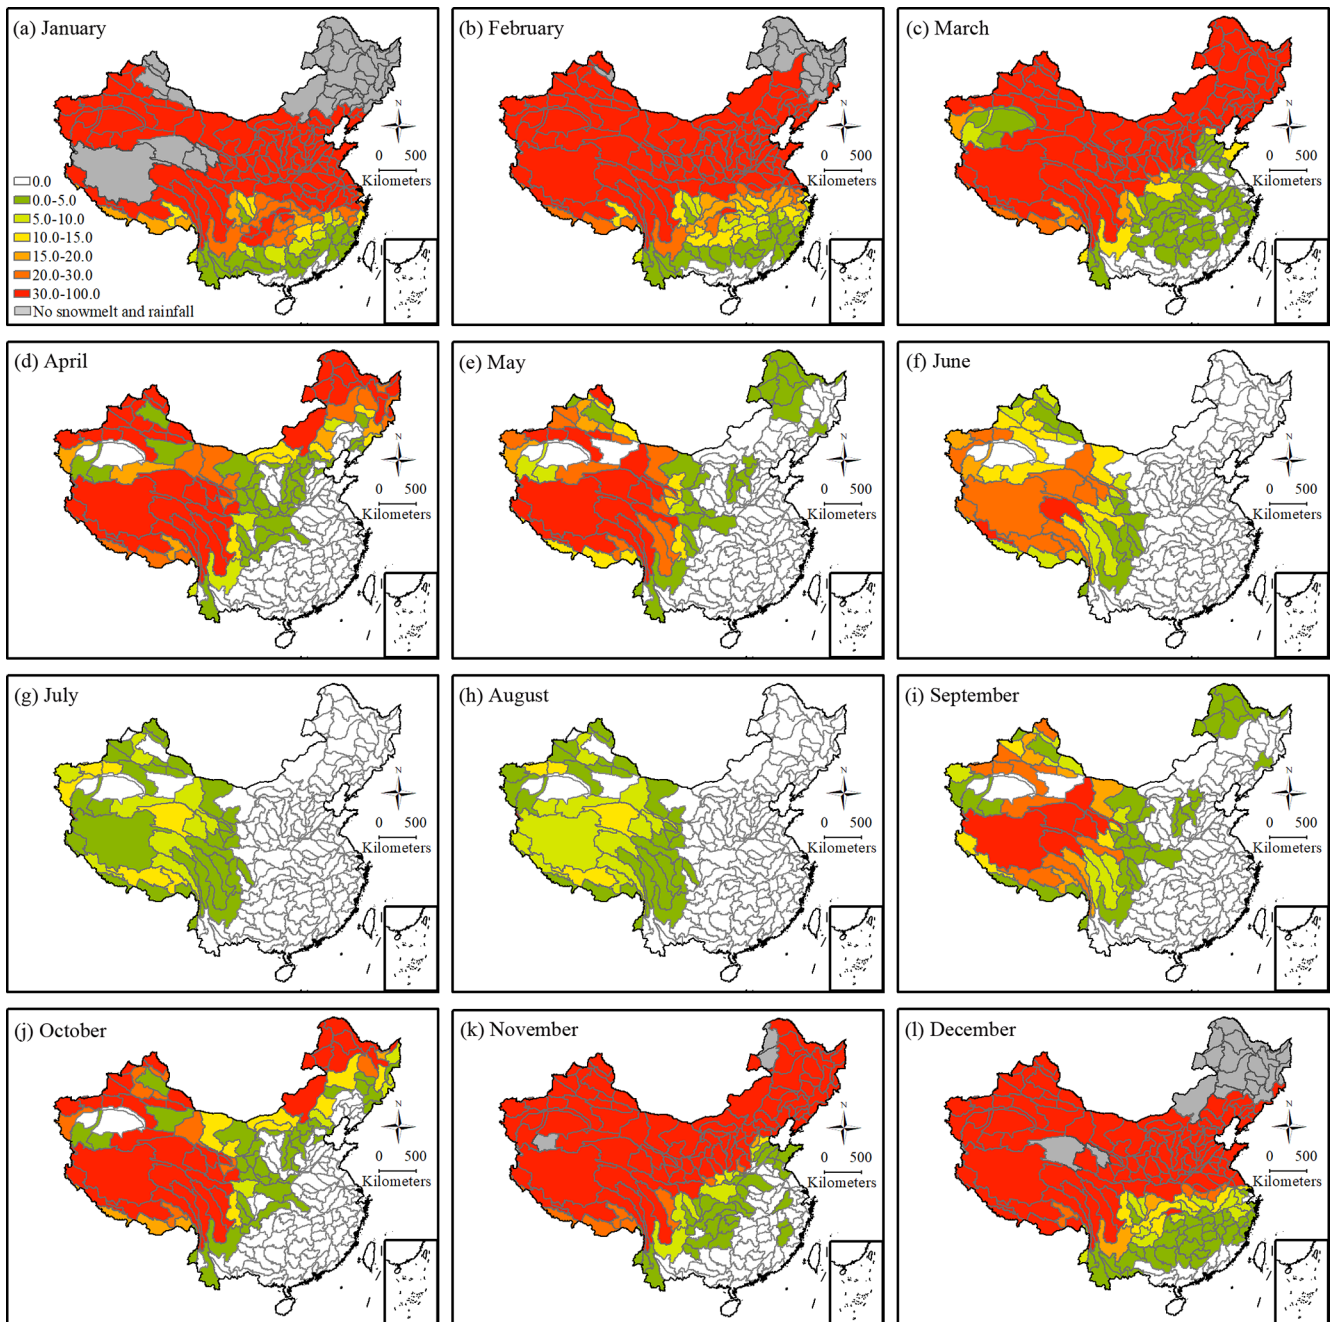 (a) January
N
0 500
Kilometers
0.0
0.0-5.0
5.0-10.0
10.0-15.0
15.0-20.0
20.0-30.0
30.0-100.0
No snowmelt and rainfall
(b) February
N
0 500
Kilometers
(c) March
N
0 500
Kilometers
(d) April
N
0 500
Kilometers
(e) May
N
0 500
Kilometers
(f) June
N
0 500
Kilometers
(g) July
N
0 500
Kilometers
(h) August
N
0 500
Kilometers
(i) September
N
0 500
Kilometers
(j) October
N
0 500
Kilometers
(k) November
N
0 500
Kilometers
(l) December
N
0 500
Kilometers